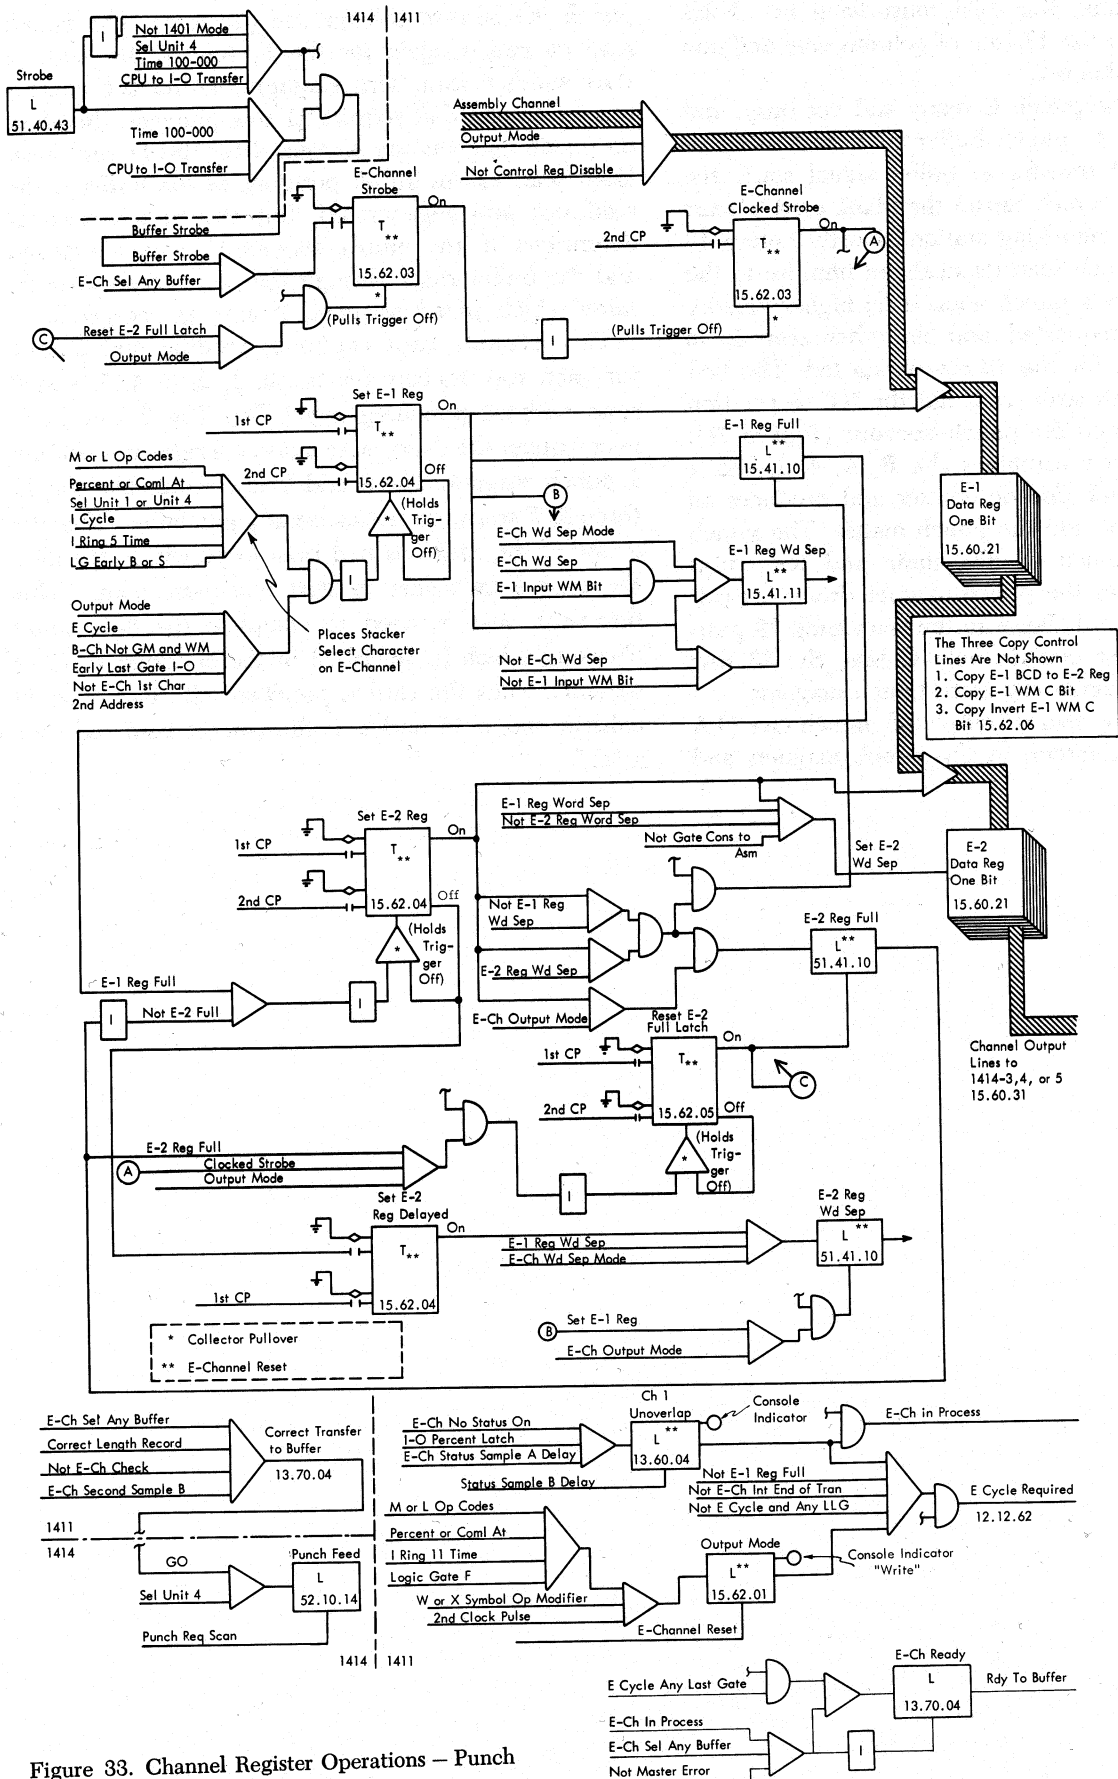 1414 1411
Not 1401 Mode
I
Sel Unit 4
Time 100-000
CPU to I-O Transfer
Strobe
L
51.40.43
Time 100-000
CPU to I-O Transfer
Assembly Channel
Output Mode
Not Control Reg Disable
E-Channel
Strobe
On
T
**
15.62.03
*
(Pulls Trigger Off)
Buffer Strobe
Buffer Strobe
E-Ch Sel Any Buffer
C
Reset E-2 Full Latch
Output Mode
E-Channel
Clocked Strobe
On
2nd CP
T
**
15.62.03
*
A
I
(Pulls Trigger Off)
Set E-1 Reg
On
1st CP
T
**
2nd CP
Off
15.62.04
(Holds
Trig-
ger
Off)
*
M or L Op Codes
Percent or Coml At
Sel Unit 1 or Unit 4
I Cycle
I Ring 5 Time
LG Early B or S
I
Places Stacker
Select Character
on E-Channel
Output Mode
E Cycle
B-Ch Not GM and WM
Early Last Gate I-O
Not E-Ch 1st Char
2nd Address
E-1 Reg Full
L
**
15.41.10
B
E-Ch Wd Sep Mode
E-Ch Wd Sep
E-1 Input WM Bit
E-1 Reg Wd Sep
L
**
15.41.11
Not E-Ch Wd Sep
Not E-1 Input WM Bit
E-1
Data Reg
One Bit
15.60.21
The Three Copy Control
Lines Are Not Shown
1. Copy E-1 BCD to E-2 Reg
2. Copy E-1 WM C Bit
3. Copy Invert E-1 WM C
Bit 15.62.06
Set E-2 Reg
On
1st CP
T
**
2nd CP
Off
15.62.04
(Holds
Trig-
ger
Off)
*
E-1 Reg Word Sep
Not E-2 Reg Word Sep
Not Gate Cons to
Asm
Set E-2
Wd Sep
E-2
Data Reg
One Bit
15.60.21
Not E-1 Reg
Wd Sep
E-2 Reg Wd Sep
E-Ch Output Mode
E-2 Reg Full
L
**
51.41.10
E-1 Reg Full
I
Not E-2 Full
I
Reset E-2
Full Latch
On
1st CP
T
**
2nd CP
Off
15.62.05
(Holds
Trig-
ger
Off)
*
C
Channel Output
Lines to
1414-3,4, or 5
15.60.31
E-2 Reg Full
A
Clocked Strobe
Output Mode
I
Set E-2
Reg Delayed
On
T
**
1st CP
15.62.04
E-1 Reg Wd Sep
E-Ch Wd Sep Mode
E-2 Reg
Wd Sep
**
L
51.41.10
B
Set E-1 Reg
E-Ch Output Mode
* Collector Pullover
** E-Channel Reset
E-Ch Sel Any Buffer
Correct Length Record
Not E-Ch Check
E-Ch Second Sample B
Correct Transfer
to Buffer
13.70.04
1411
1414
GO
Sel Unit 4
Punch Feed
L
52.10.14
Punch Req Scan
1414 1411
E-Ch No Status On
I-O Percent Latch
E-Ch Status Sample A Delay
Status Sample B Delay
Ch 1
Unoverlap
L
**
13.60.04
Console
Indicator
E-Ch in Process
Not E-1 Reg Full
Not E-Ch Int End of Tran
Not E Cycle and Any LLG
E Cycle Required
12.12.62
M or L Op Codes
Percent or Coml At
I Ring 11 Time
Logic Gate F
W or X Symbol Op Modifier
2nd Clock Pulse
E-Channel Reset
Output Mode
L
**
15.62.01
Console Indicator
"Write"
E Cycle Any Last Gate
E-Ch Ready
L
13.70.04
Rdy To Buffer
E-Ch In Process
E-Ch Sel Any Buffer
Not Master Error
I
Figure 33. Channel Register Operations — Punch